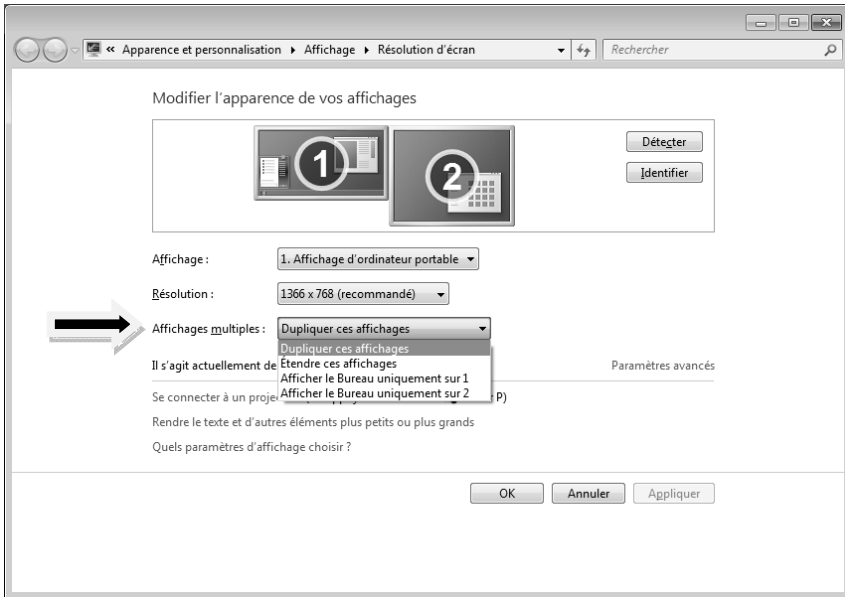 « Apparence et personnalisation ▸ Affichage ▸ Résolution d'écran
Rechercher
Modifier l'apparence de vos affichages
1
2
Détecter
Identifier
Affichage : 1. Affichage d'ordinateur portable
Résolution : 1366 x 768 (recommandé)
Affichages multiples : Dupliquer ces affichages
Dupliquer ces affichages
Étendre ces affichages
Afficher le Bureau uniquement sur 1
Afficher le Bureau uniquement sur 2
Il s'agit actuellement de
Paramètres avancés
Se connecter à un proje
P)
Rendre le texte et d'autres éléments plus petits ou plus grands
Quels paramètres d'affichage choisir ?
OK Annuler Appliquer